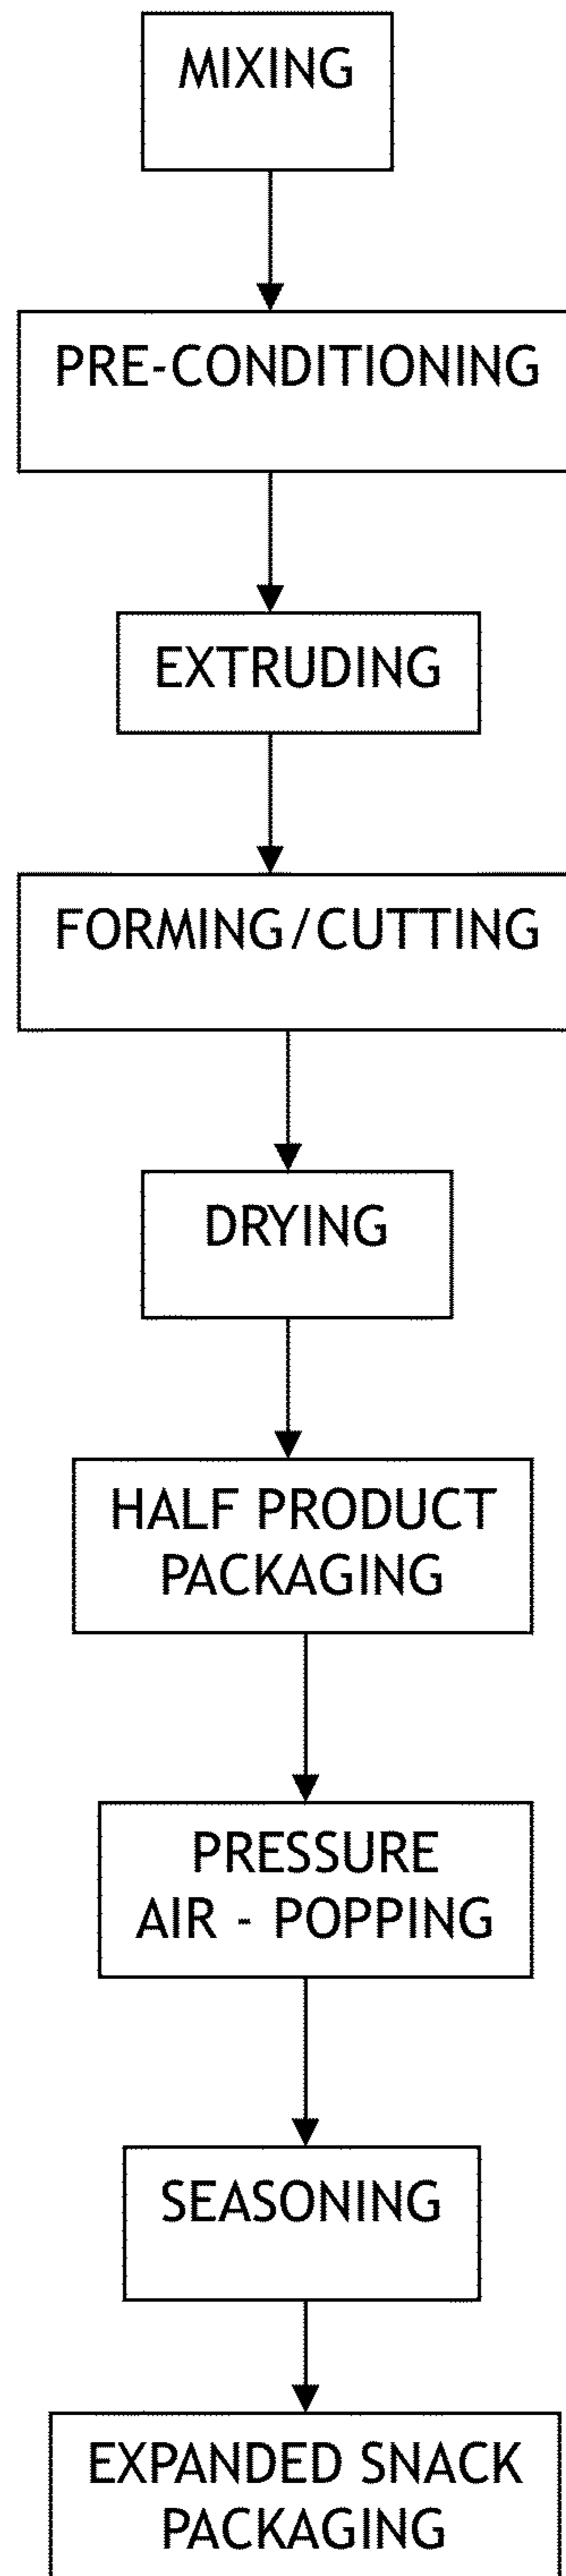 MIXING
PRE-CONDITIONING
EXTRUDING
FORMING/CUTTING
DRYING
HALF PRODUCT
PACKAGING
PRESSURE
AIR - POPPING
SEASONING
EXPANDED SNACK
PACKAGING